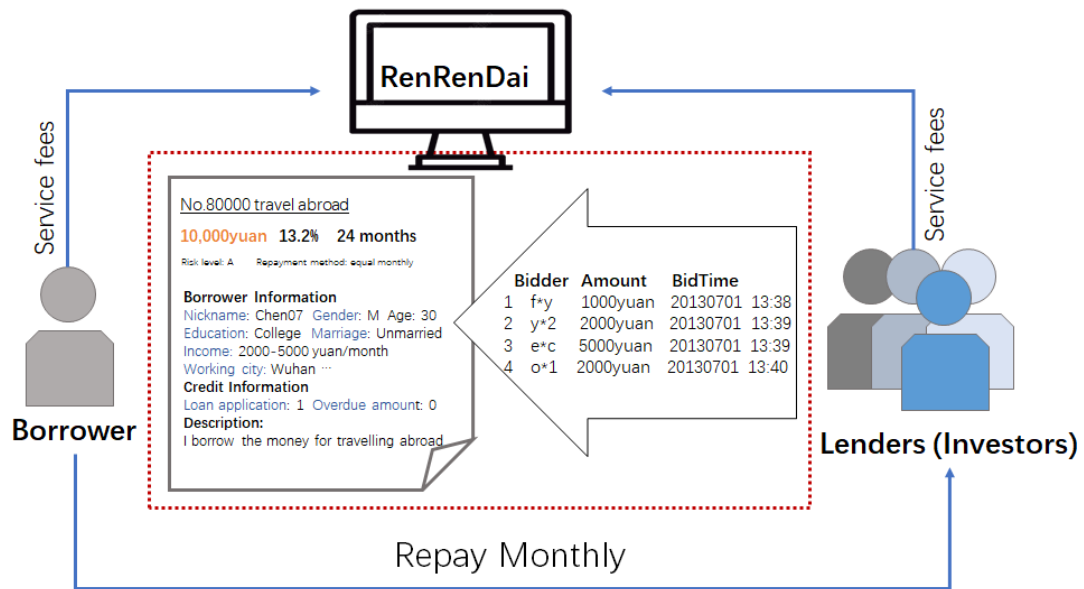 RenRenDai
Service fees
Service fees
No.80000 travel abroad
10,000yuan 13.2% 24 months
Risk level: A Repayment method: equal monthly
Borrower Information
Nickname: Chen07 Gender: M Age: 30
Education: College Marriage: Unmarried
Income: 2000-5000 yuan/month
Working city: Wuhan ...
Credit Information
Loan application: 1 Overdue amount: 0
Description:
I borrow the money for travelling abroad
Bidder Amount BidTime
1 f*y 1000yuan 20130701 13:38
2 y*2 2000yuan 20130701 13:39
3 e*c 5000yuan 20130701 13:39
4 o*1 2000yuan 20130701 13:40
Borrower
Lenders (Investors)
Repay Monthly